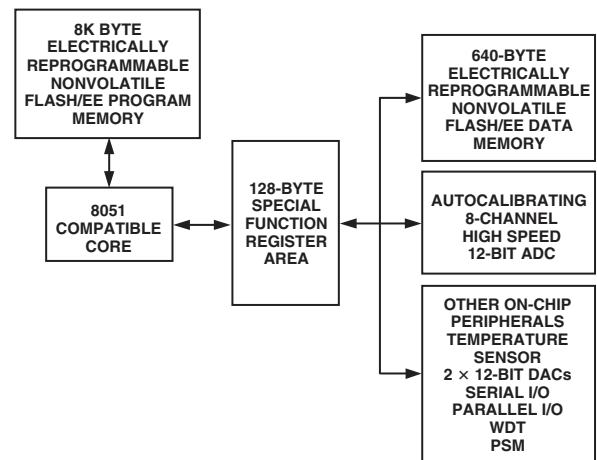 8K BYTE
ELECTRICALLY
REPROGRAMMABLE
NONVOLATILE
FLASH/EE PROGRAM
MEMORY
8051
COMPATIBLE
CORE
128-BYTE
SPECIAL
FUNCTION
REGISTER
AREA
640-BYTE
ELECTRICALLY
REPROGRAMMABLE
NONVOLATILE
FLASH/EE DATA
MEMORY
AUTOCALIBRATING
8-CHANNEL
HIGH SPEED
12-BIT ADC
OTHER ON-CHIP
PERIPHERALS
TEMPERATURE
SENSOR
2 × 12-BIT DACs
SERIAL I/O
PARALLEL I/O
WDT
PSM